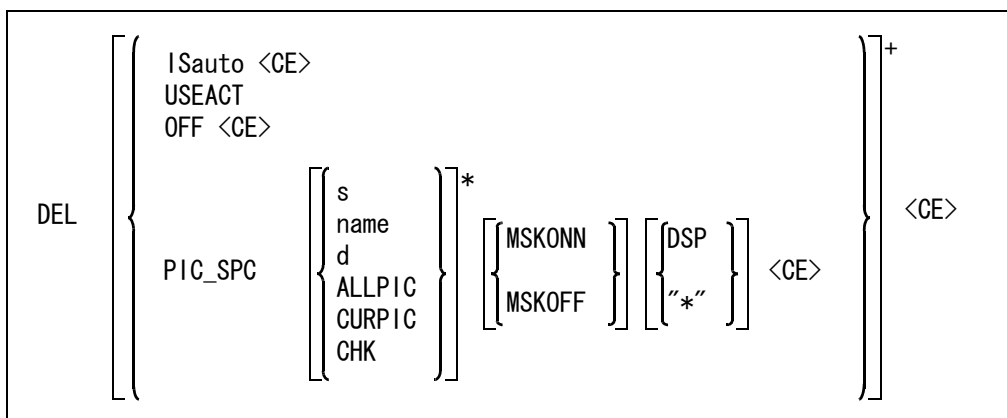 ISauto <CE>
USEACT
OFF <CE>
DEL
PIC_SPC
s
name
d
ALLPIC
CURPIC
CHK
*
MSKONN
MSKOFF
DSP
"*"
<CE>
+
<CE>